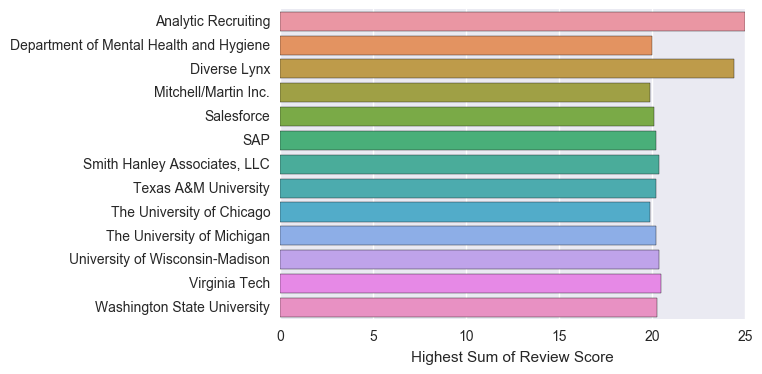 Analytic Recruiting
Department of Mental Health and Hygiene
Diverse Lynx
Mitchell/Martin Inc.
Salesforce
SAP
Smith Hanley Associates, LLC
Texas A&M University
The University of Chicago
The University of Michigan
University of Wisconsin-Madison
Virginia Tech
Washington State University
0 5 10 15 20 25
Highest Sum of Review Score